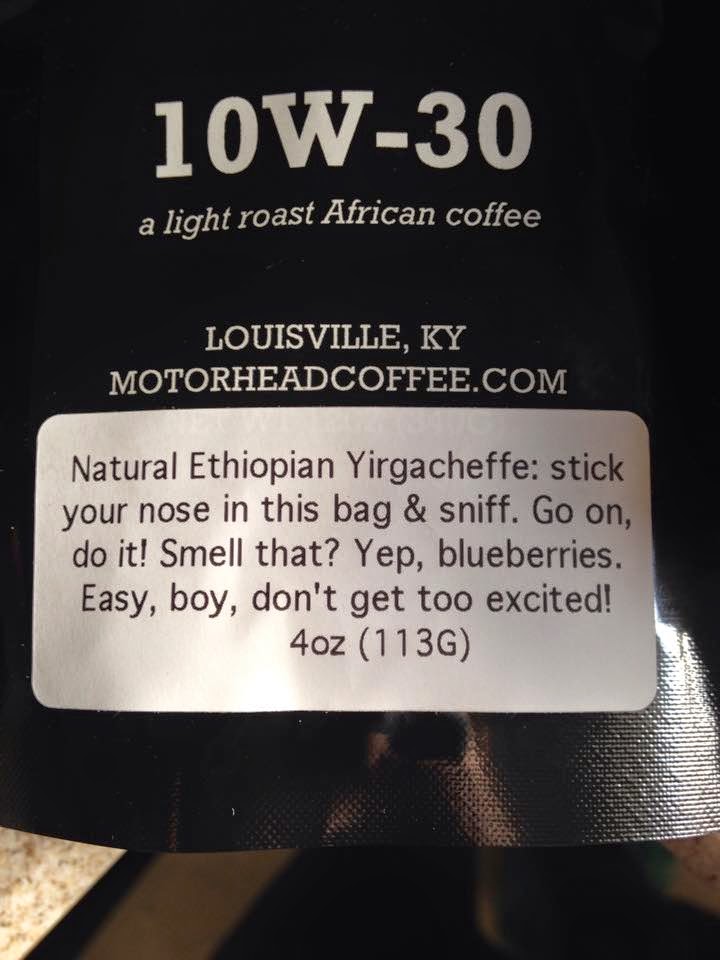 10W-30
a light roast African coffee
LOUISVILLE, KY
MOTORHEADCOFFEE.COM
Natural Ethiopian Yirgacheffe: stick
your nose in this bag & sniff. Go on,
do it! Smell that? Yep, blueberries.
Easy, boy, don't get too excited!
4oz (113G)